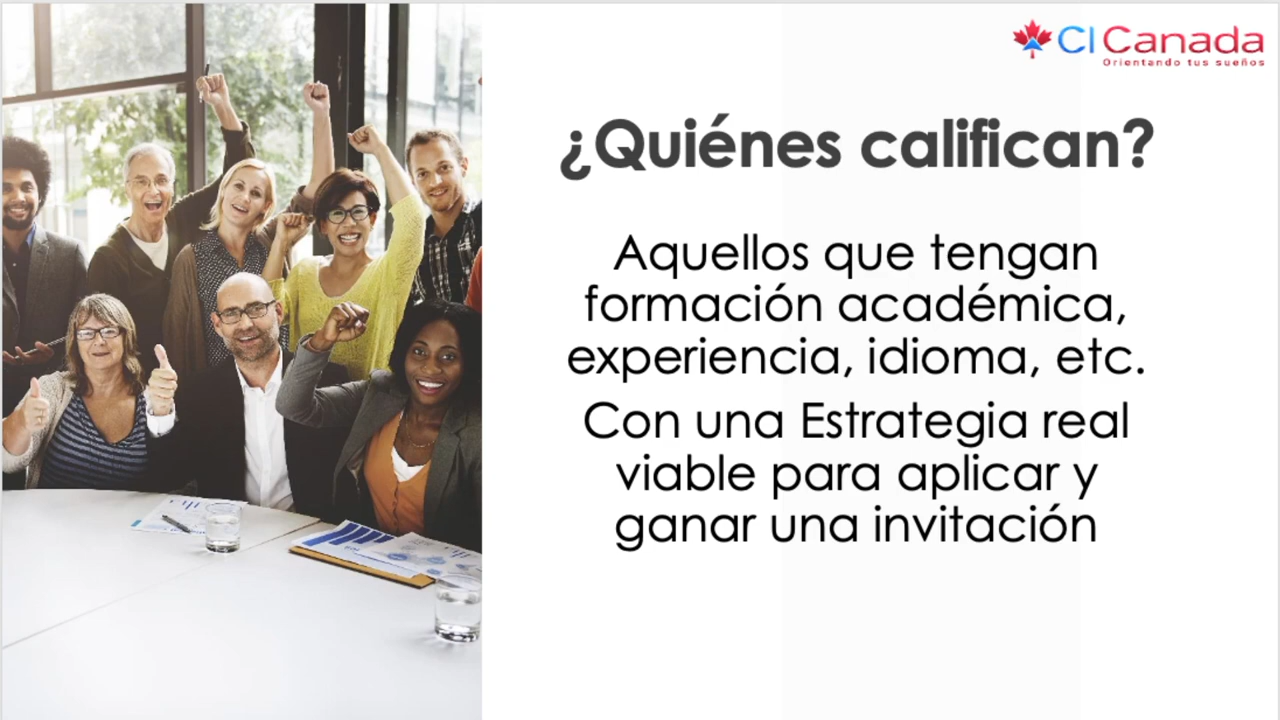 CI Canada
Orientando tus sueños
¿Quiénes califican?
Aquellos que tengan
formación académica,
experiencia, idioma, etc.
Con una Estrategia real
viable para aplicar y
ganar una invitación